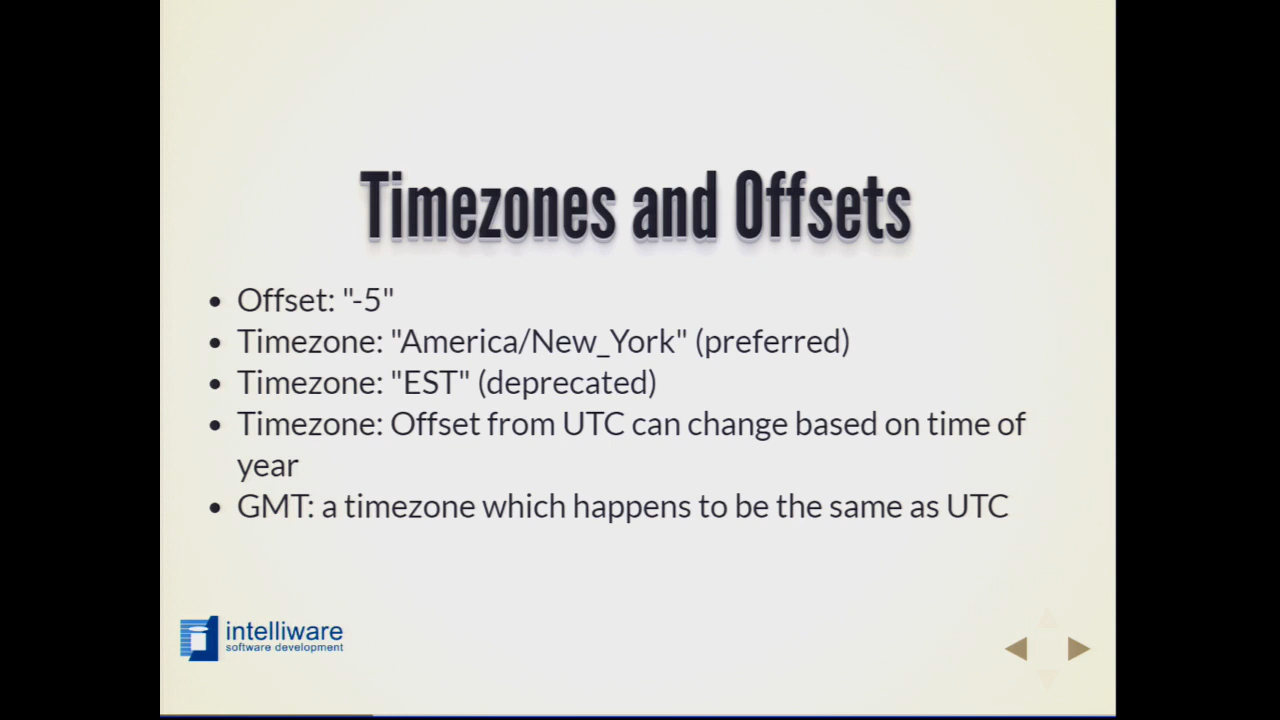 Timezones and Offsets
• Offset: "-5"
• Timezone: "America/New_York" (preferred)
• Timezone: "EST" (deprecated)
• Timezone: Offset from UTC can change based on time of
year
• GMT: a timezone which happens to be the same as UTC
intelliware
software development